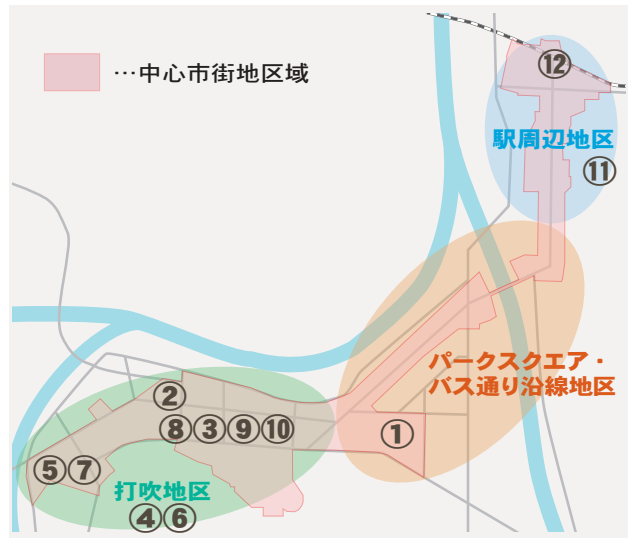 …中心市街地区域
⑫
駅周辺地区
⑪
パークスクエア・
バス通り沿線地区
②
⑧③⑨⑩
①
⑤⑦
打吹地区
④⑥